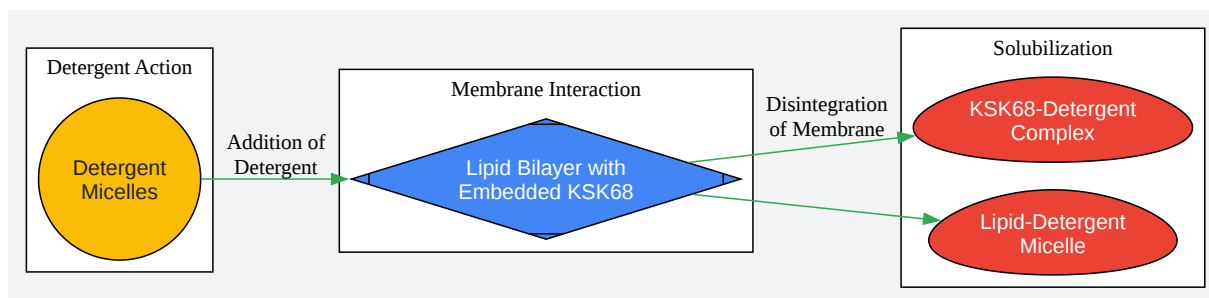 Detergent Action
Detergent
Micelles
Addition of
Detergent
Membrane Interaction
Lipid Bilayer with
Embedded KSK68
Disintegration
of Membrane
Solubilization
KSK68-Detergent
Complex
Lipid-Detergent
Micelle